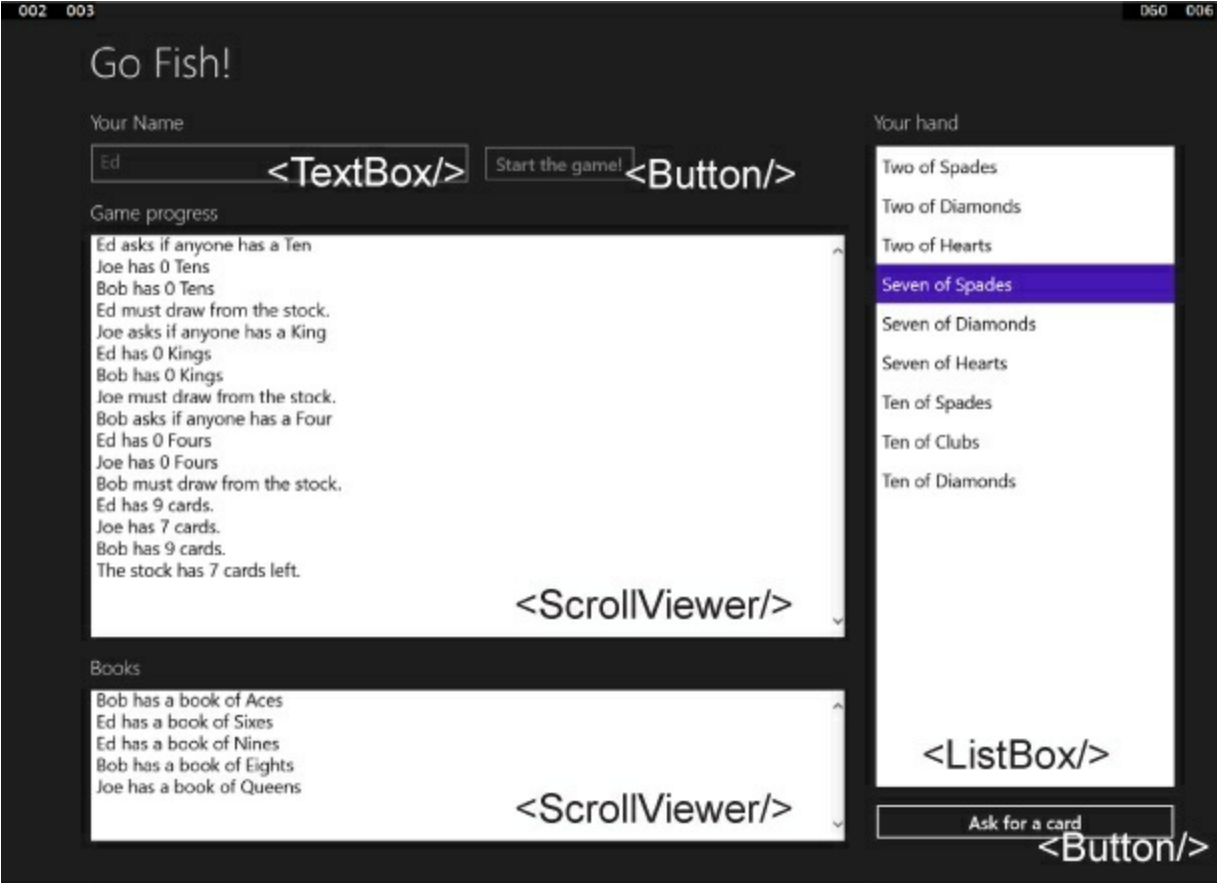 002 003
060 006
Go Fish!
Your Name
Ed
<TextBox/>
Start the game!
<Button/>
Game progress
Ed asks if anyone has a Ten
Joe has 0 Tens
Bob has 0 Tens
Ed must draw from the stock.
Joe asks if anyone has a King
Ed has 0 Kings
Bob has 0 Kings
Joe must draw from the stock.
Bob asks if anyone has a Four
Ed has 0 Fours
Joe has 0 Fours
Bob must draw from the stock.
Ed has 9 cards.
Joe has 7 cards.
Bob has 9 cards.
The stock has 7 cards left.
<ScrollViewer/>
Books
Bob has a book of Aces
Ed has a book of Sixes
Ed has a book of Nines
Bob has a book of Eights
Joe has a book of Queens
<ScrollViewer/>
Your hand
Two of Spades
Two of Diamonds
Two of Hearts
Seven of Spades
Seven of Diamonds
Seven of Hearts
Ten of Spades
Ten of Clubs
Ten of Diamonds
<ListBox/>
Ask for a card
<Button/>